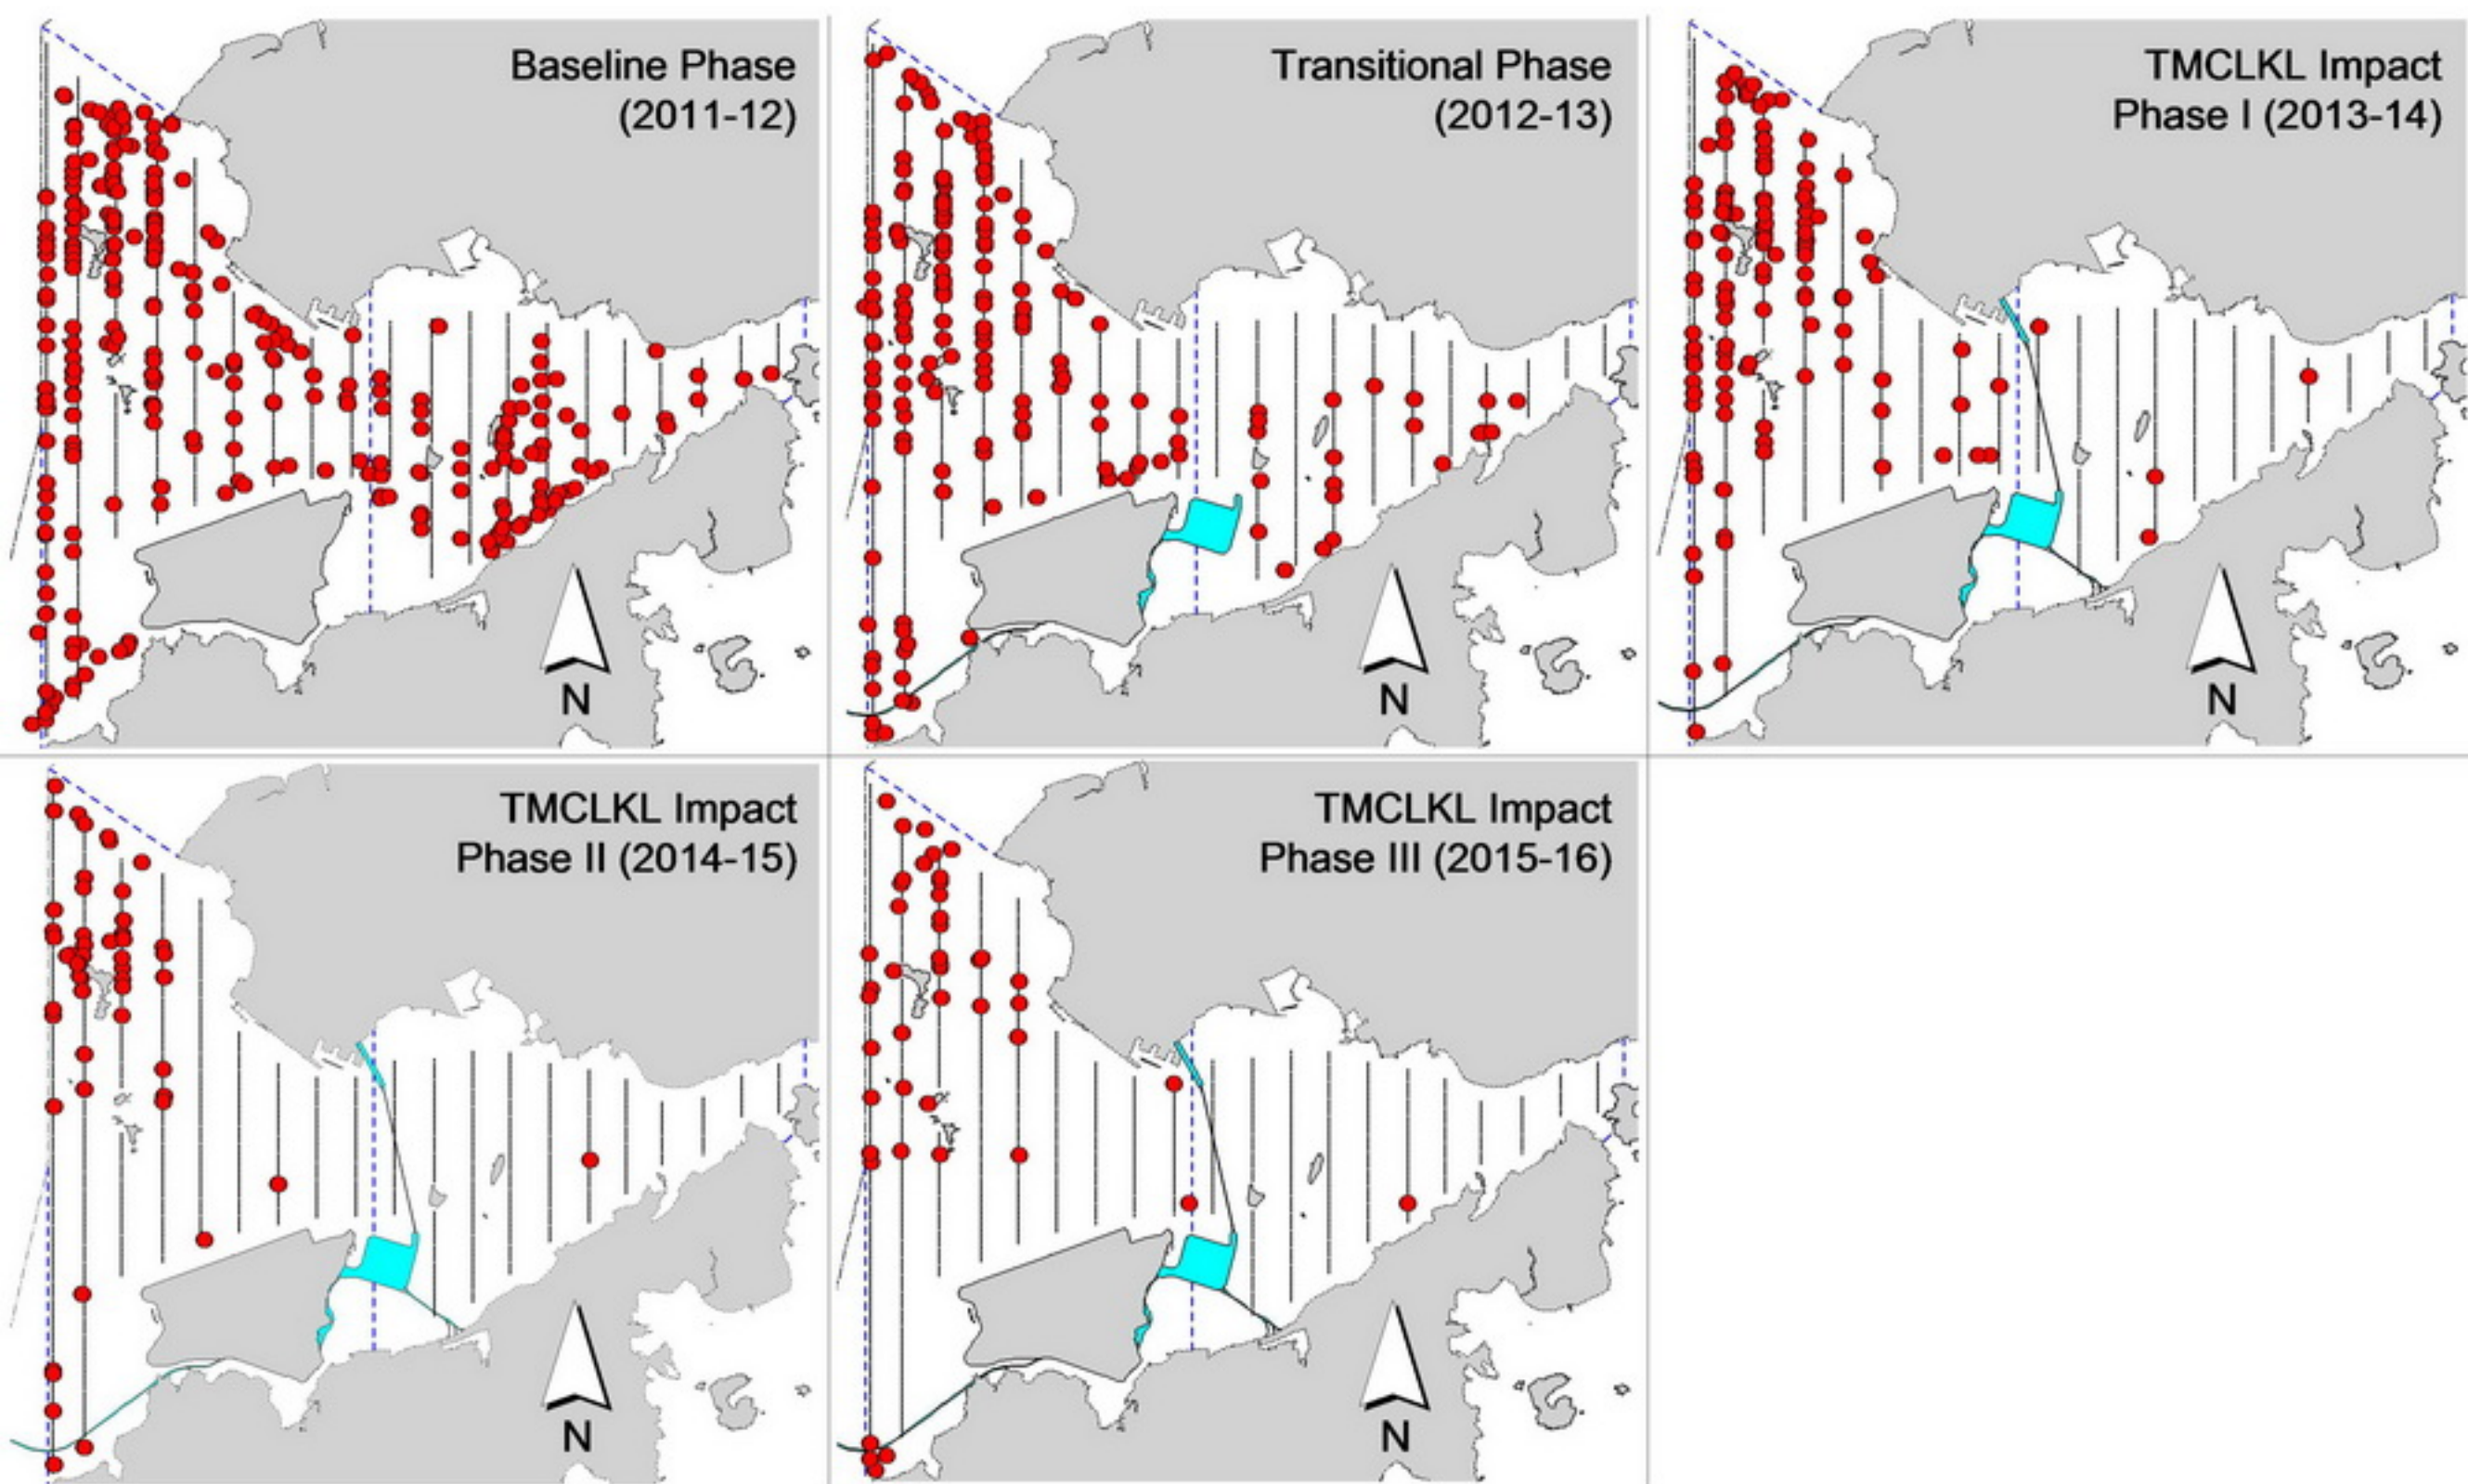 Baseline Phase
(2011-12)
N
Transitional Phase
(2012-13)
N
TMCLKL Impact
Phase I (2013-14)
N
TMCLKL Impact
Phase II (2014-15)
N
TMCLKL Impact
Phase III (2015-16)
N